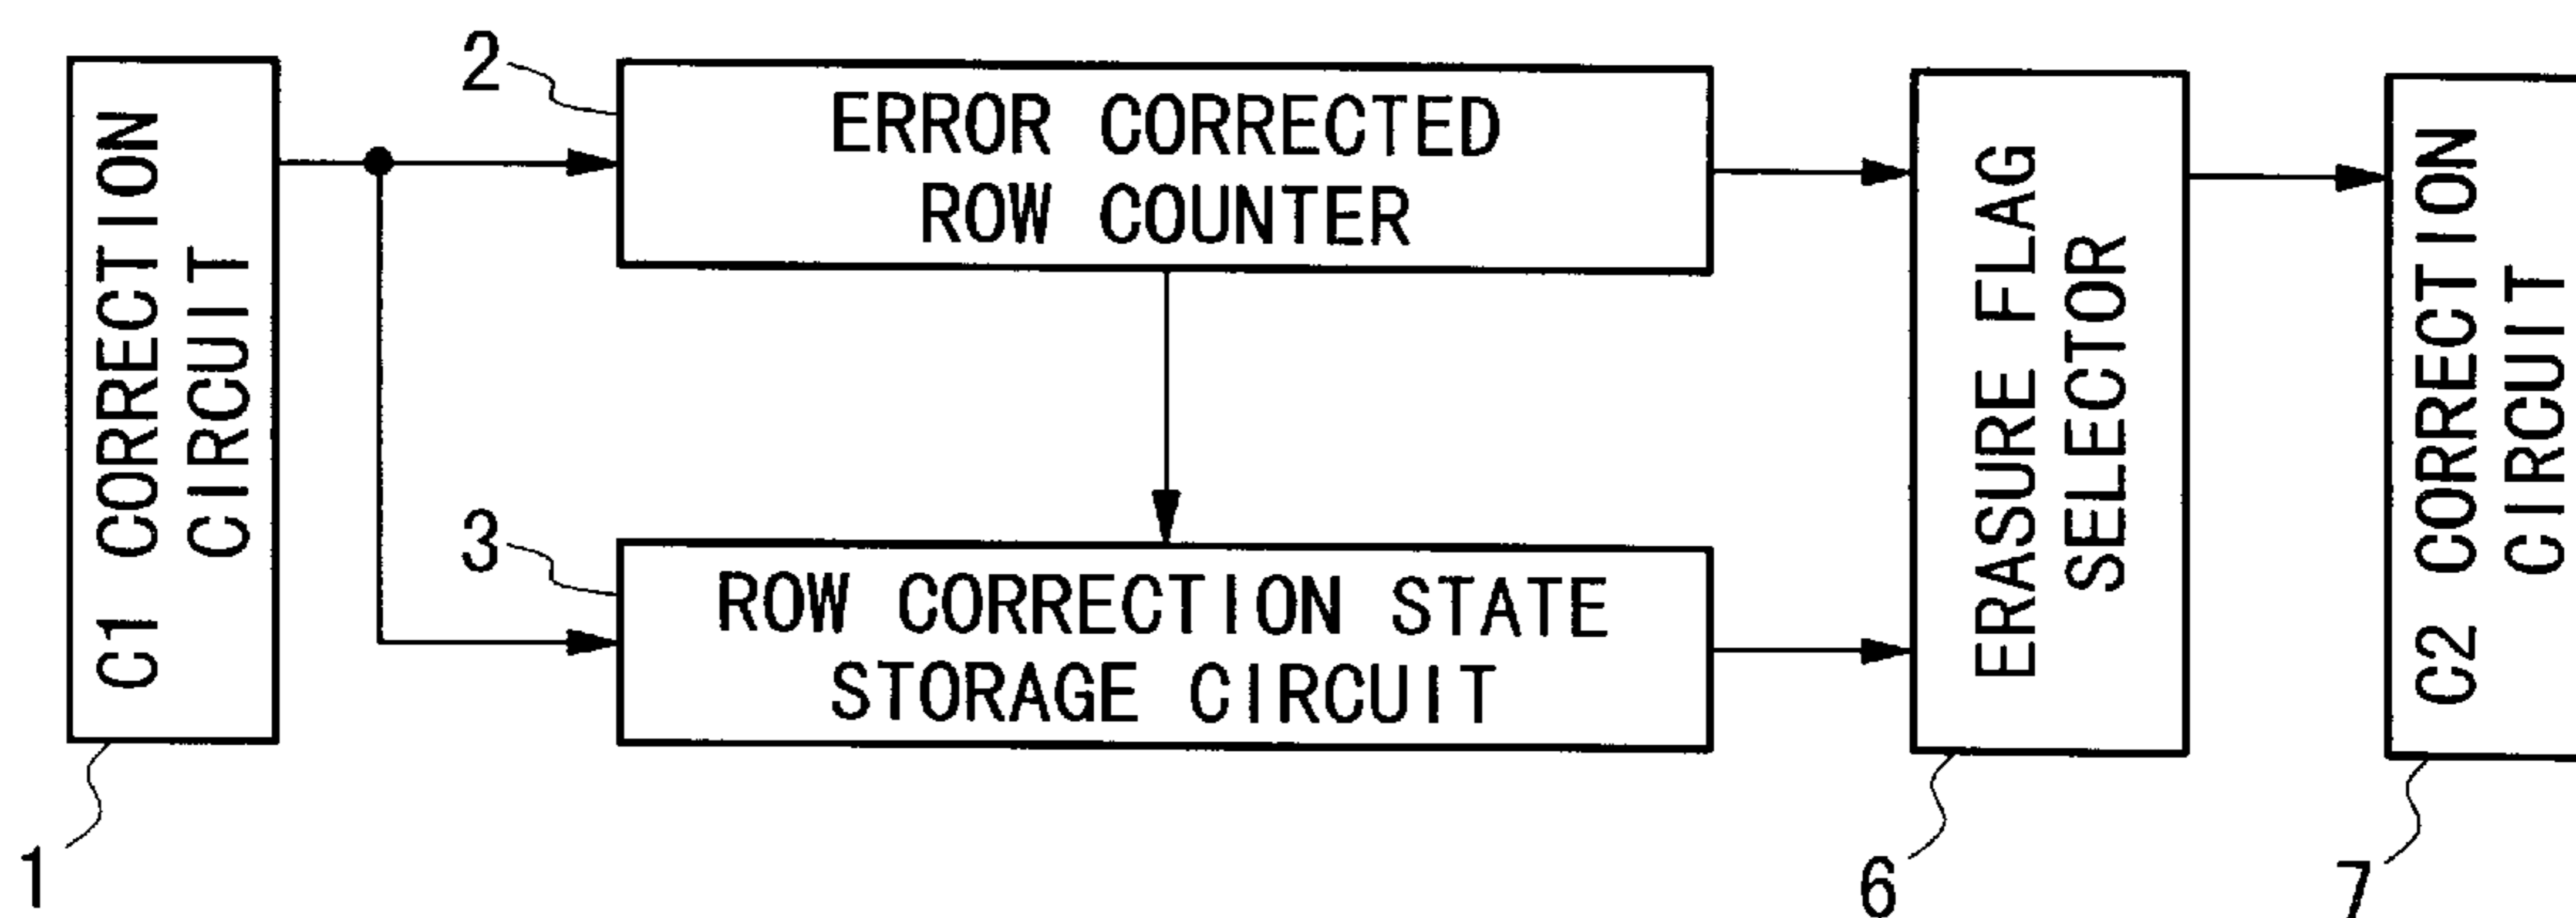 2
ERROR CORRECTED
ROW COUNTER
C1 CORRECTION
CIRCUIT
3
ROW CORRECTION STATE
STORAGE CIRCUIT
ERASURE FLAG
SELECTOR
C2 CORRECTION
CIRCUIT
1
6
7